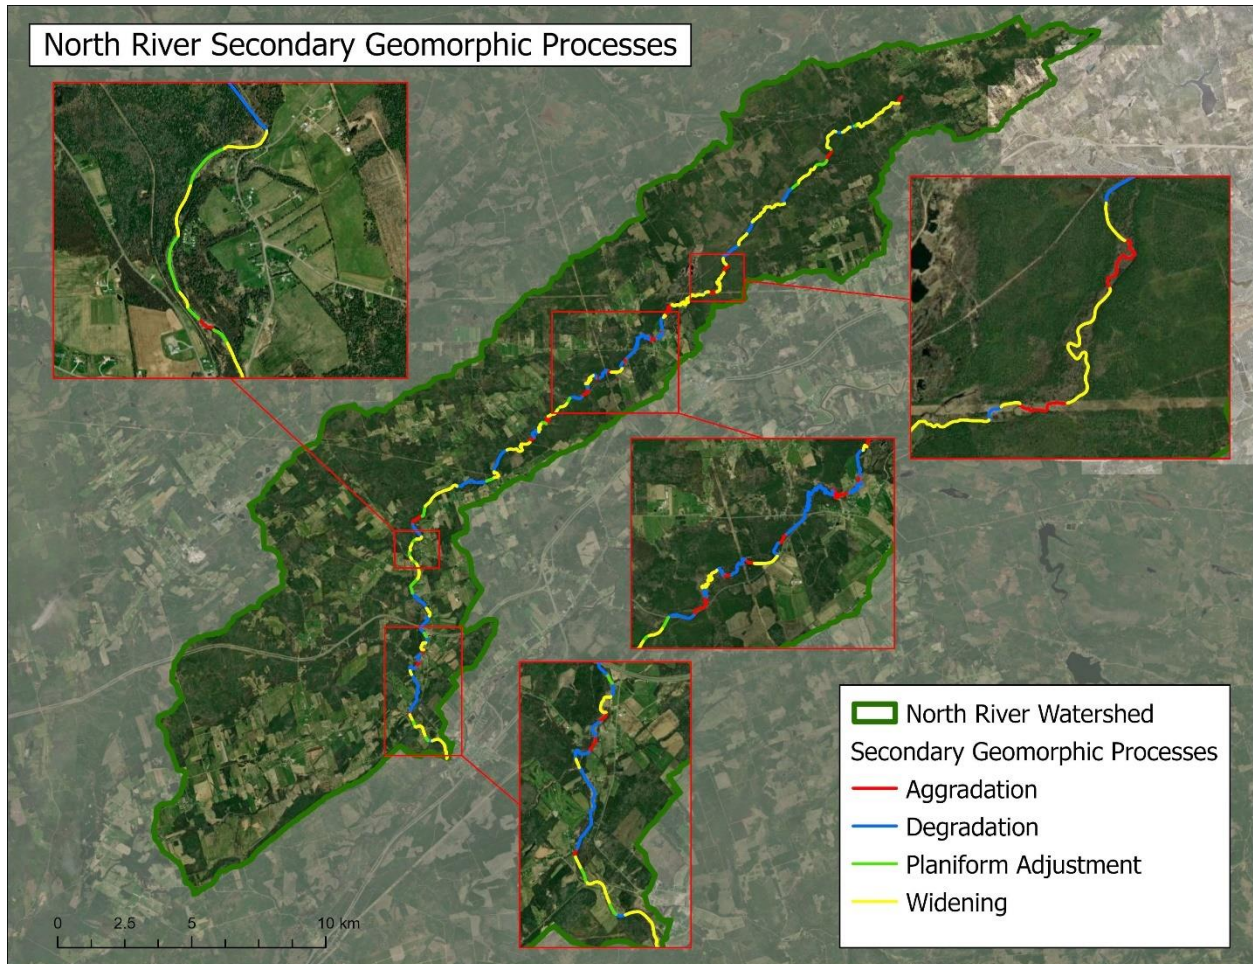 North River Secondary Geomorphic Processes
North River Watershed
Secondary Geomorphic Processes
Aggradation
Degradation
Planiform Adjustment
Widening
0 2.5 5 10 km